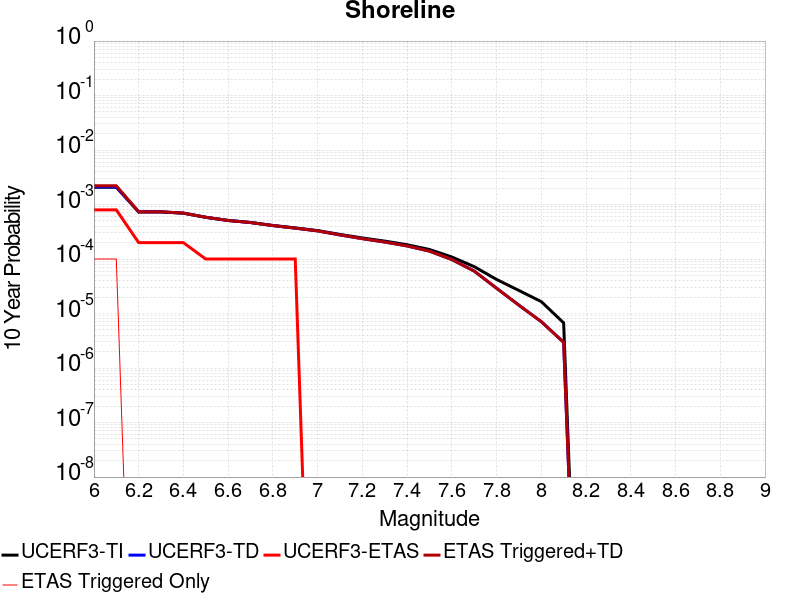 Shoreline
10^0
10^-1
10^-2
10^-3
10^-4
10^-5
10^-6
10^-7
10^-8
10 Year Probability
6 6.2 6.4 6.6 6.8 7 7.2 7.4 7.6 7.8 8 8.2 8.4 8.6 8.8 9
Magnitude
UCERF3-TI UCERF3-TD UCERF3-ETAS ETAS Triggered+TD
ETAS Triggered Only